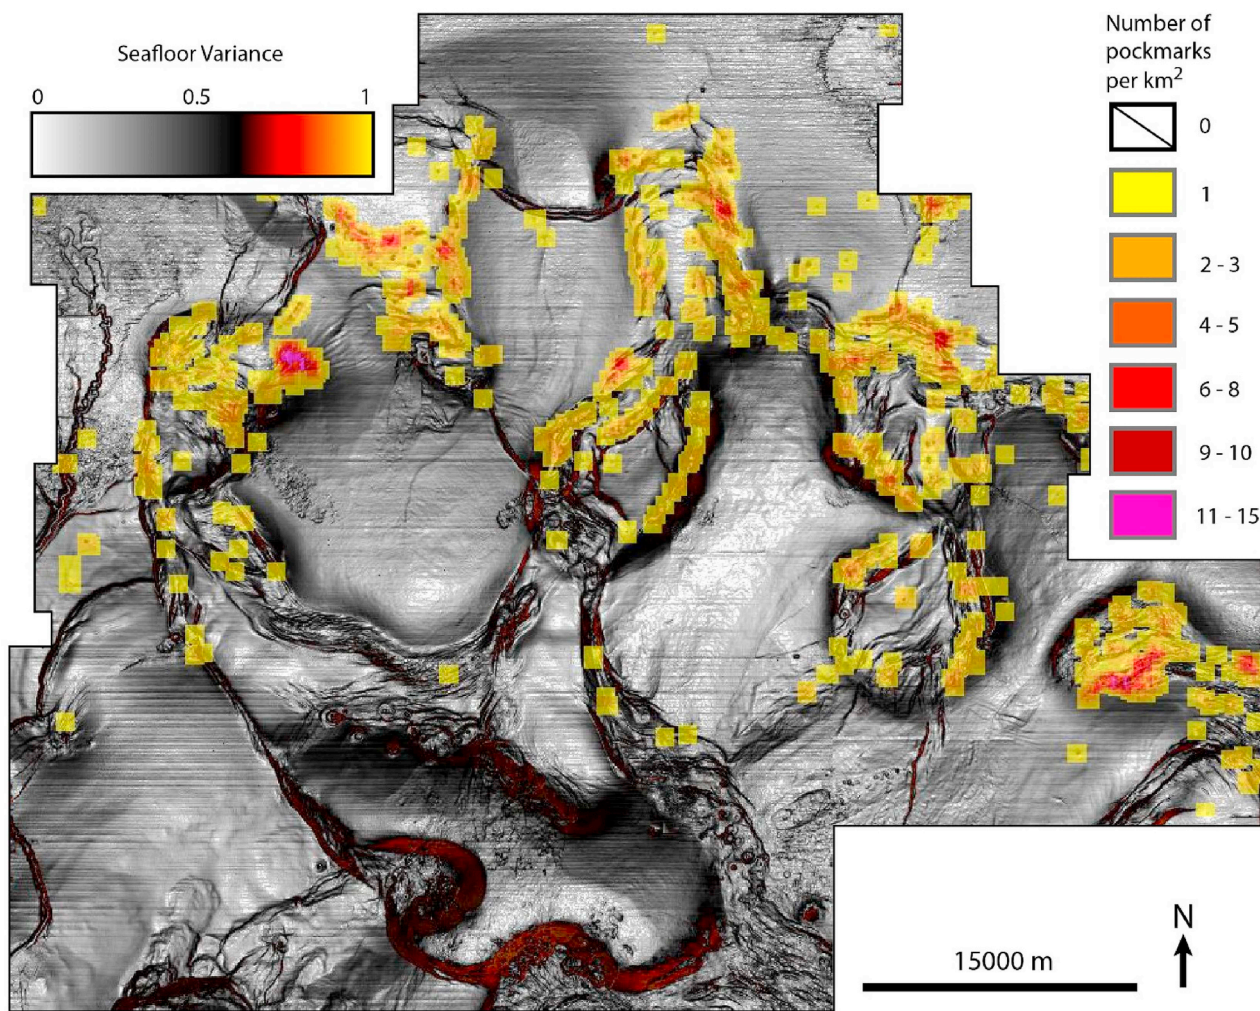 Seafloor Variance
0 0.5 1
Number of
pockmarks
per km²
0
1
2 - 3
4 - 5
6 - 8
9 - 10
11 - 15
15000 m
N